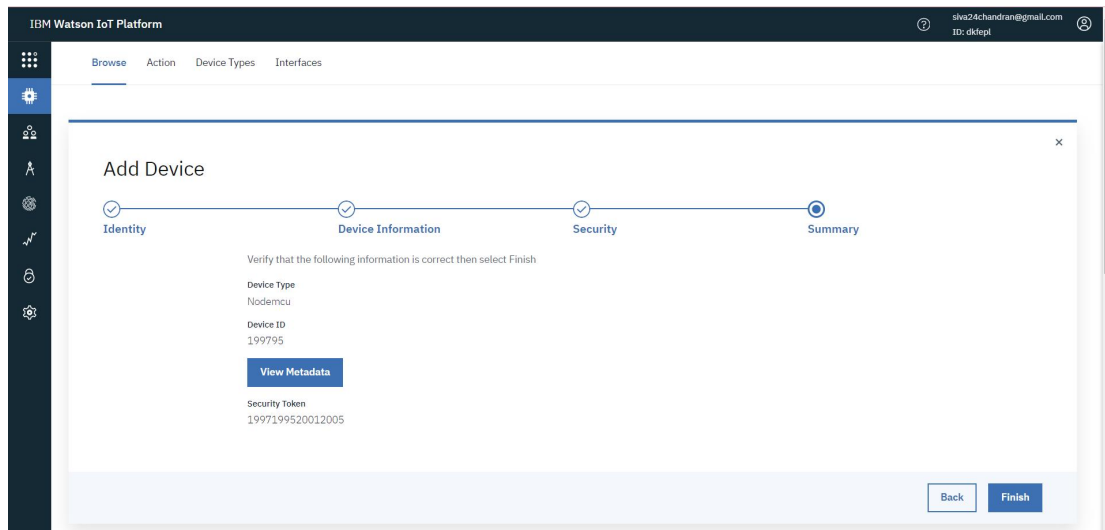 IBM Watson IoT Platform
siva24chandran@gmail.com
ID: dkfepl
Browse Action Device Types Interfaces
Add Device
Identity Device Information Security Summary
Verify that the following information is correct then select Finish
Device Type
Nodemcu
Device ID
199795
View Metadata
Security Token
1997199520012005
Back Finish